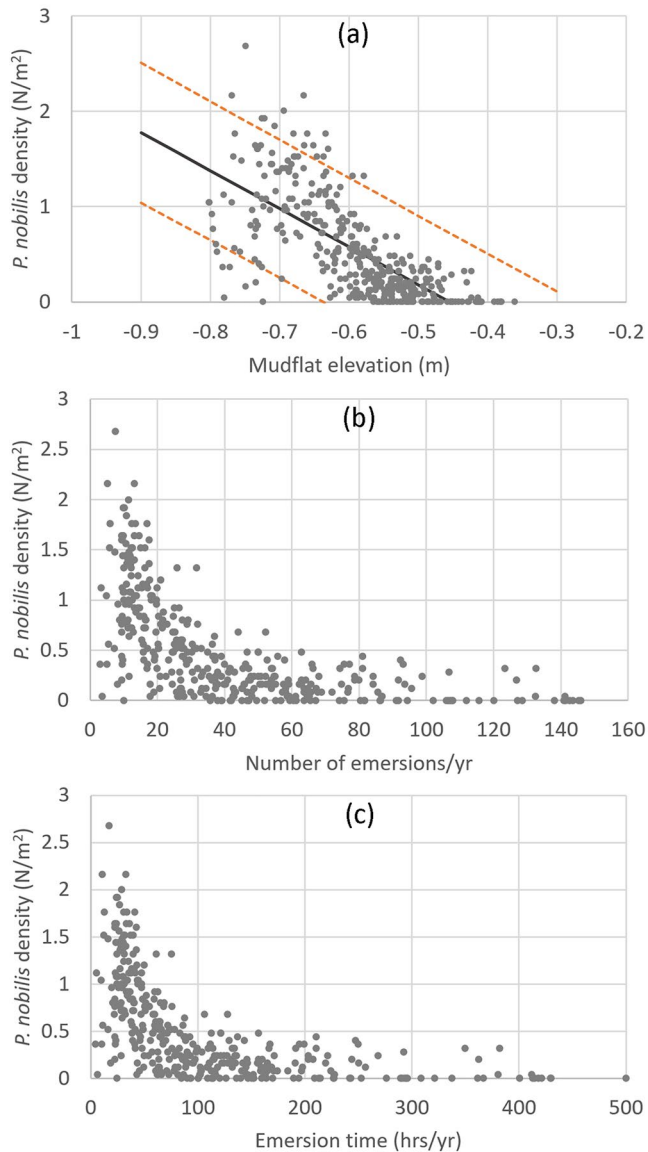 (a)
P. nobilis density (N/m²)
3
2
1
0
-1 -0.9 -0.8 -0.7 -0.6 -0.5 -0.4 -0.3 -0.2
Mudflat elevation (m)
(b)
P. nobilis density (N/m²)
3
2.5
2
1.5
1
0.5
0
0 20 40 60 80 100 120 140 160
Number of emersions/yr
(c)
P. nobilis density (N/m²)
3
2.5
2
1.5
1
0.5
0
0 100 200 300 400 500
Emersion time (hrs/yr)